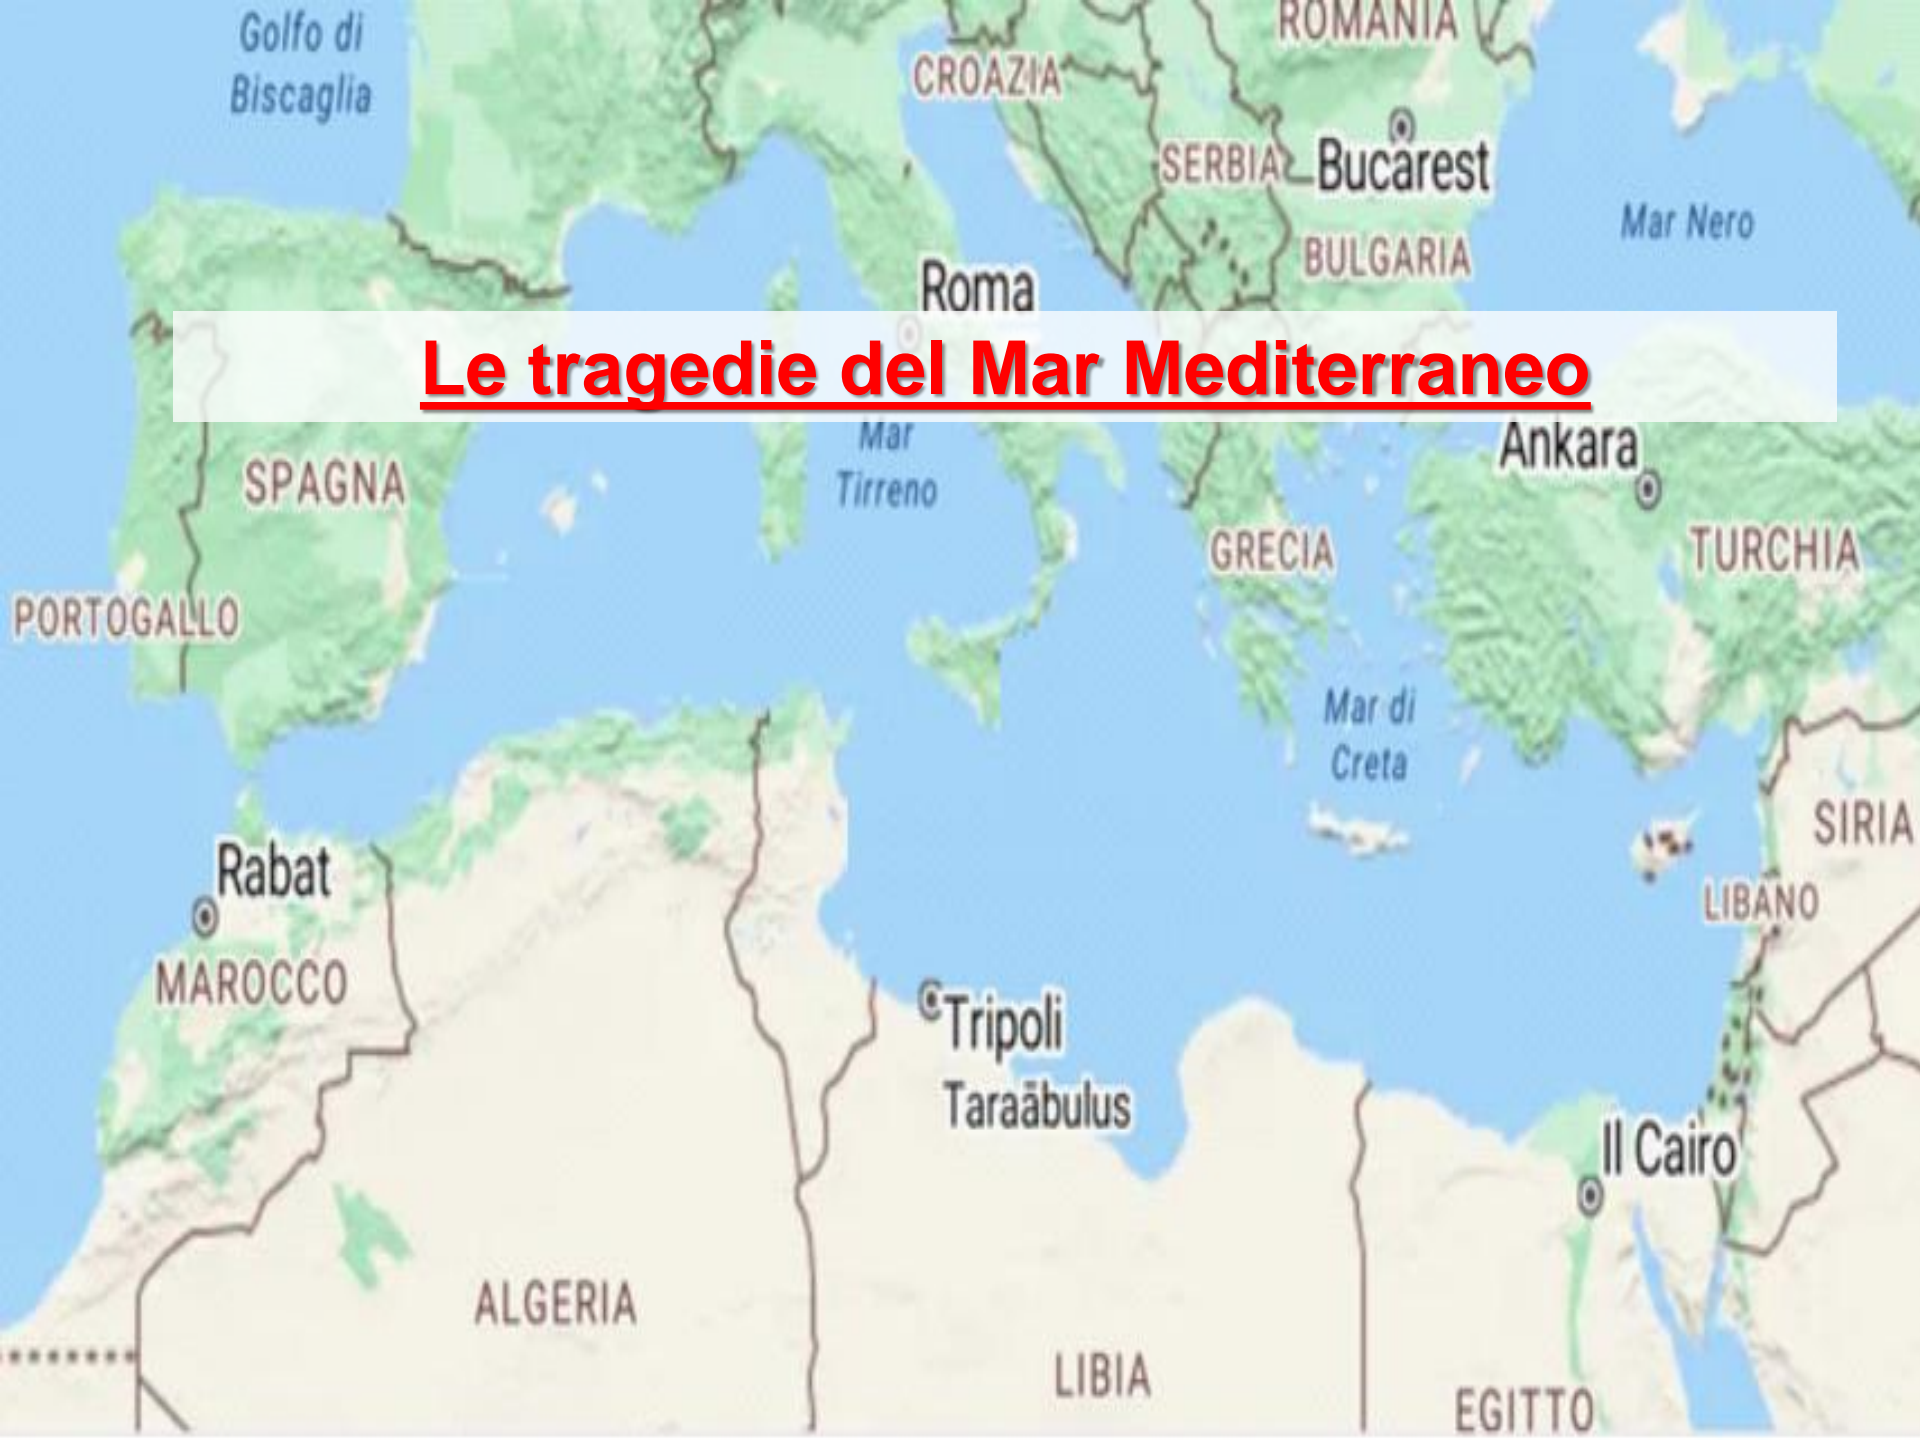 Golfo di
Biscaglia
ROMANIA
CROAZIA
Bucarest
SERBIA
Mar Nero
BULGARIA
Roma
Le tragedie del Mar Mediterraneo
Mar
Tirreno
Ankara
SPAGNA
GRECIA
TURCHIA
PORTOGALLO
Mar di
Creta
SIRIA
Rabat
LIBANO
MAROCCO
Tripoli
Taraābulus
Il Cairo
ALGERIA
LIBIA
EGITTO